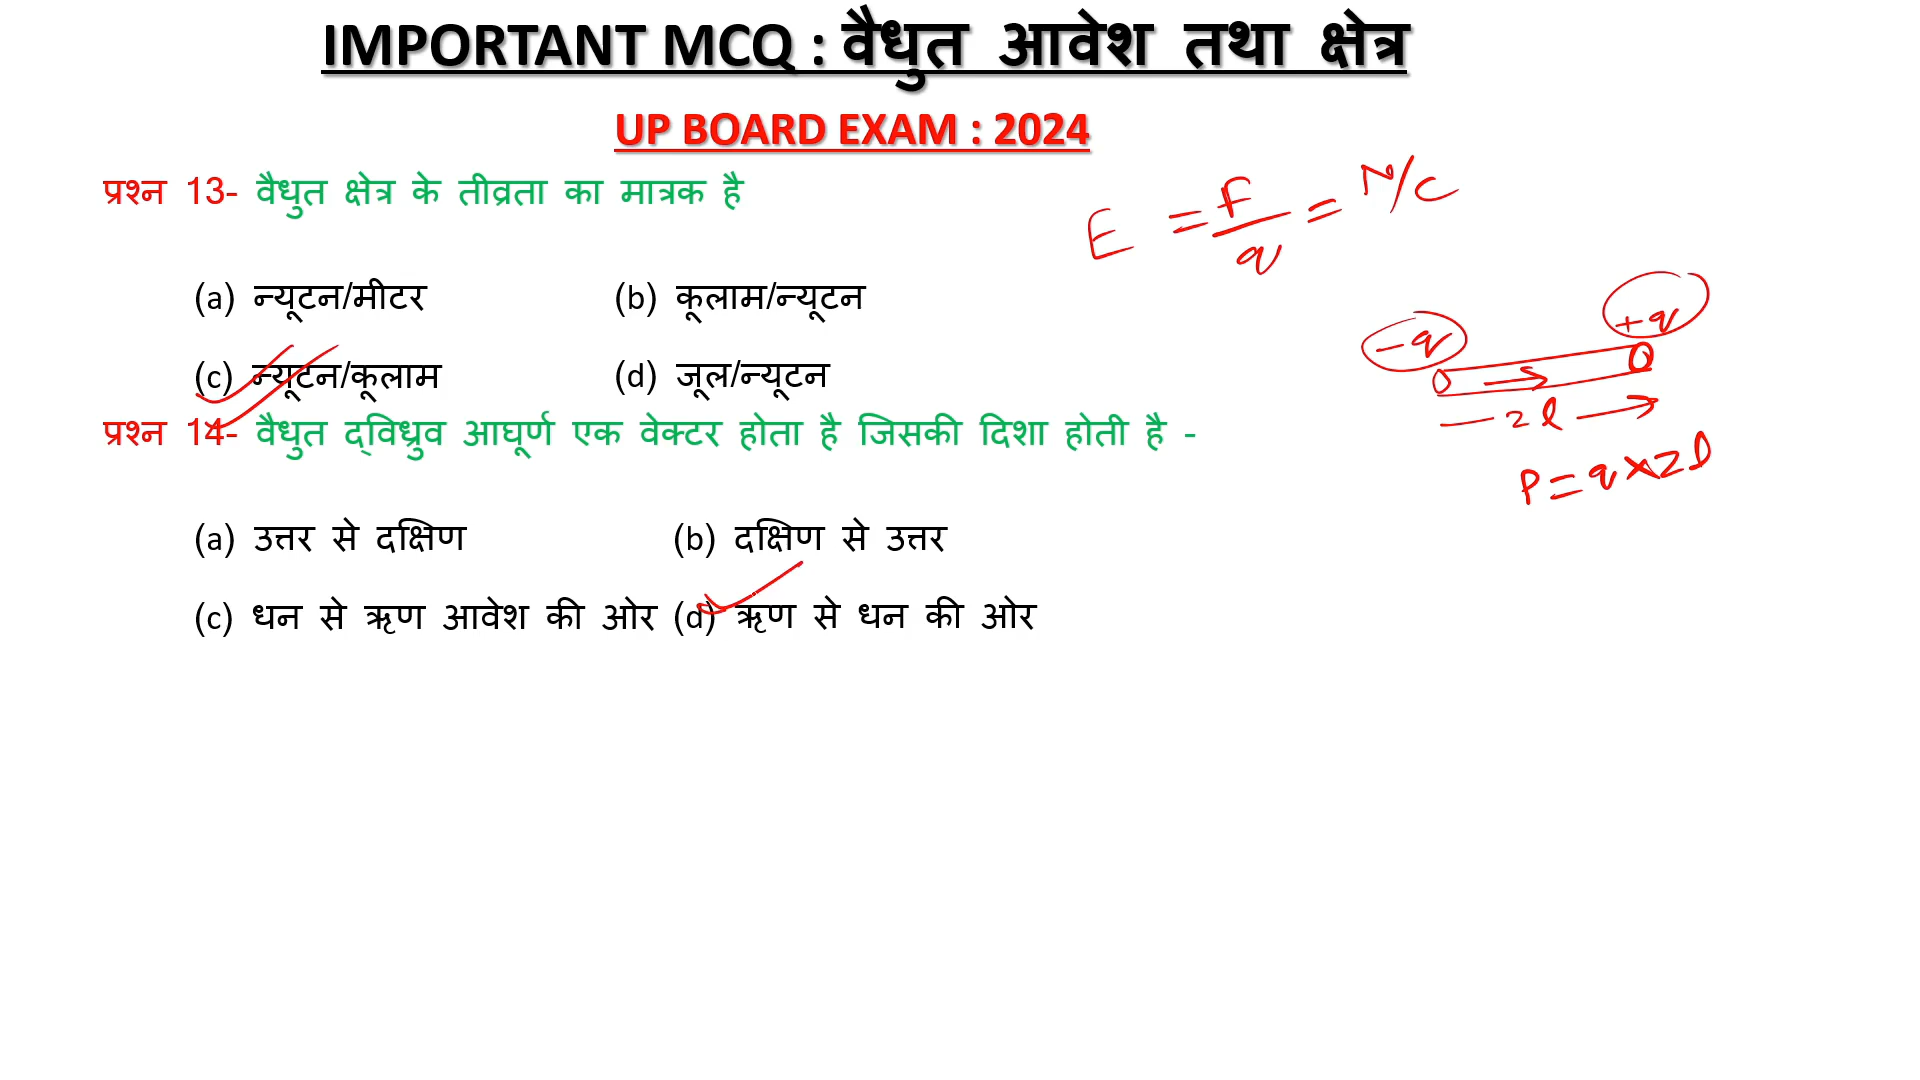 IMPORTANT MCQ : वैधुत आवेश तथा क्षेत्र
UP BOARD EXAM : 2024
प्रश्न 13- वैधुत क्षेत्र के तीव्रता का मात्रक है
E = F/q = N/C
(a) न्यूटन/मीटर (b) कूलाम/न्यूटन
-q +q
(c) न्यूटन/कूलाम (d) जूल/न्यूटन
2l
प्रश्न 14- वैधुत द्विध्रुव आघूर्ण एक वेक्टर होता है जिसकी दिशा होती है -
P = q×2l
(a) उत्तर से दक्षिण (b) दक्षिण से उत्तर
(c) धन से ऋण आवेश की ओर (d) ऋण से धन की ओर